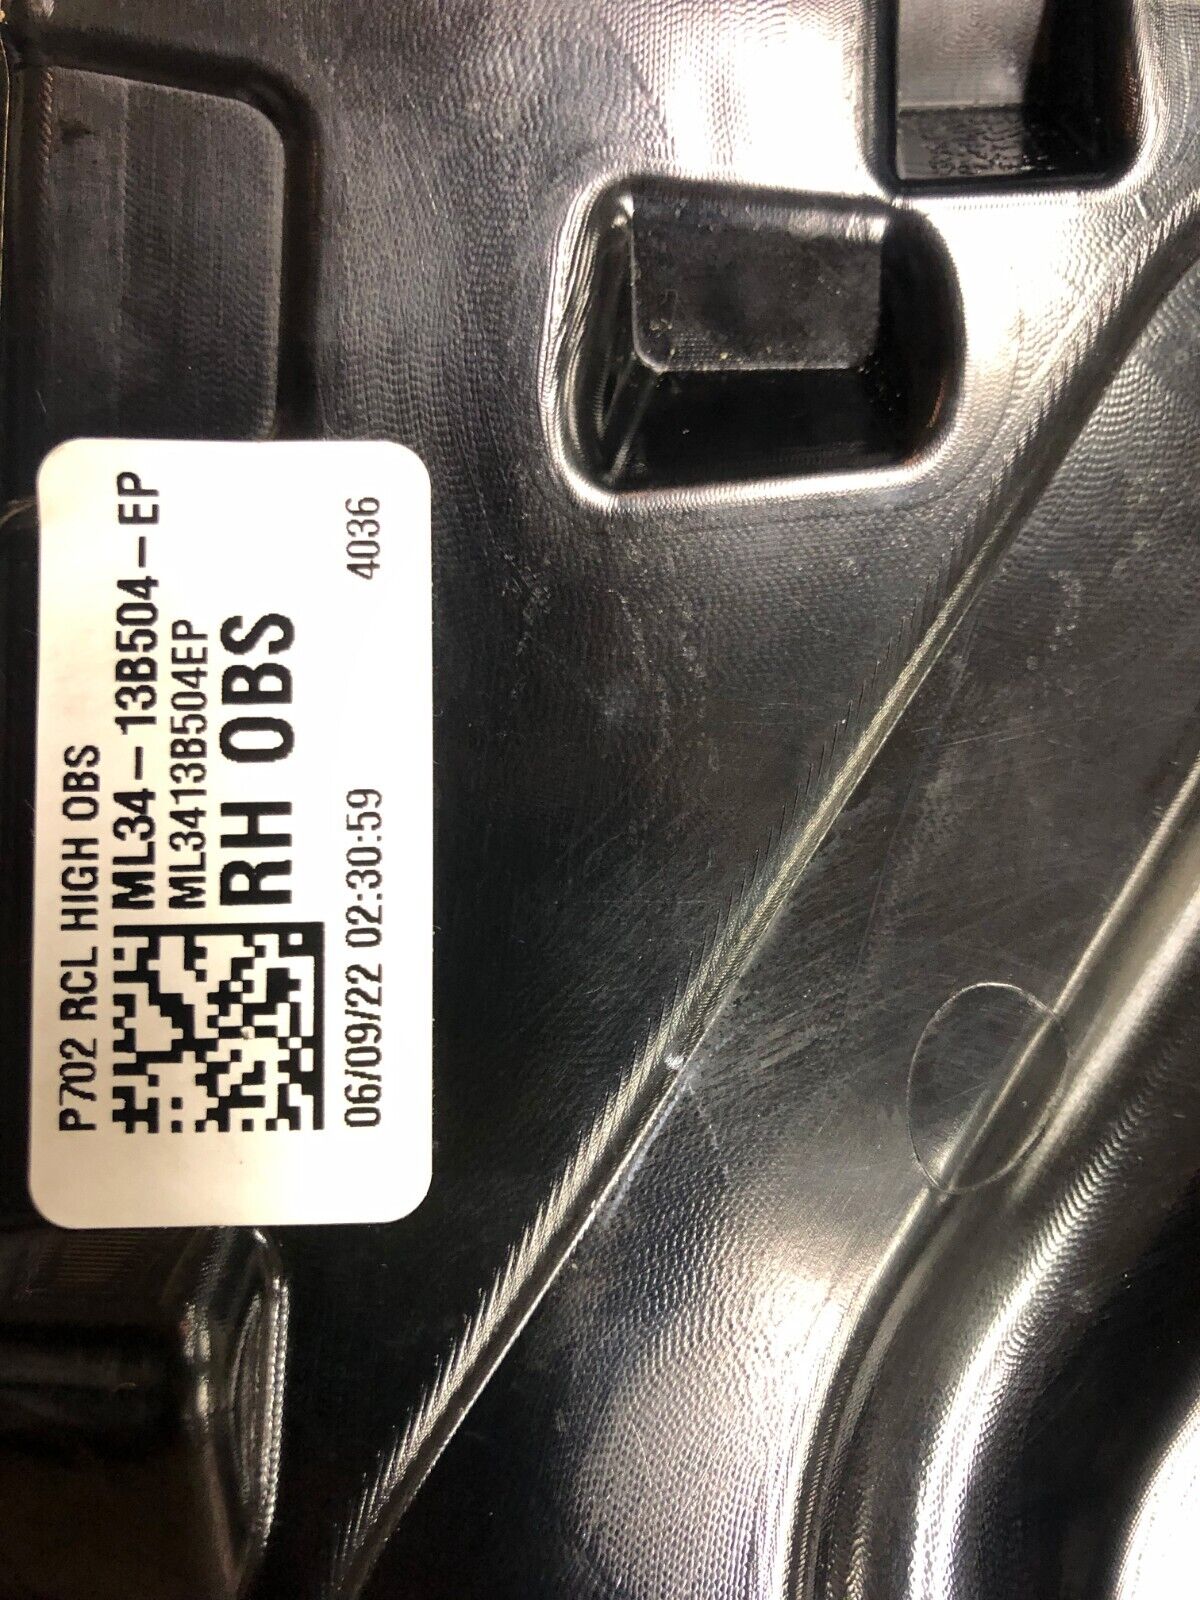 P702 RCL HIGH OBS
ML34-13B504-EP
ML3413B504EP
RH OBS
06/09/22 02:30:59 4036